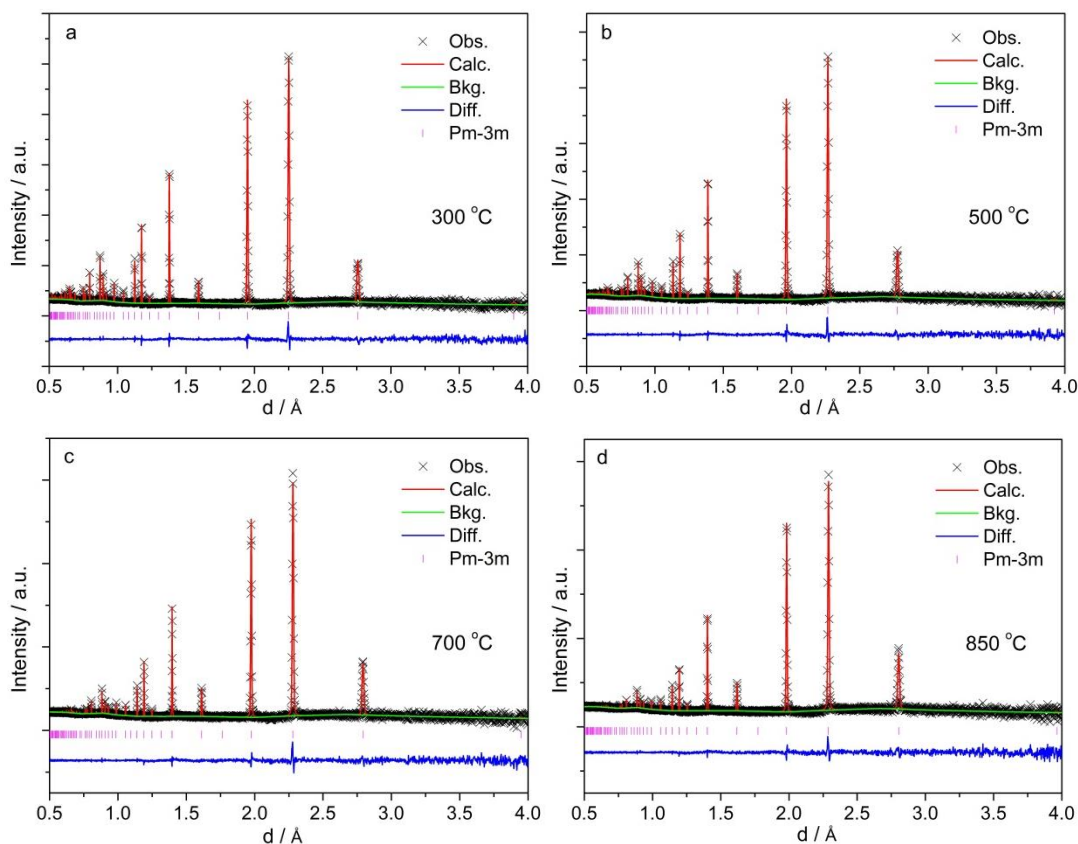 a
Obs.
Calc.
Bkg.
Diff.
Pm-3m
300 °C
Intensity / a.u.
0.5 1.0 1.5 2.0 2.5 3.0 3.5 4.0
d / Å
b
Obs.
Calc.
Bkg.
Diff.
Pm-3m
500 °C
Intensity / a.u.
0.5 1.0 1.5 2.0 2.5 3.0 3.5 4.0
d / Å
c
Obs.
Calc.
Bkg.
Diff.
Pm-3m
700 °C
Intensity / a.u.
0.5 1.0 1.5 2.0 2.5 3.0 3.5 4.0
d / Å
d
Obs.
Calc.
Bkg.
Diff.
Pm-3m
850 °C
Intensity / a.u.
0.5 1.0 1.5 2.0 2.5 3.0 3.5 4.0
d / Å